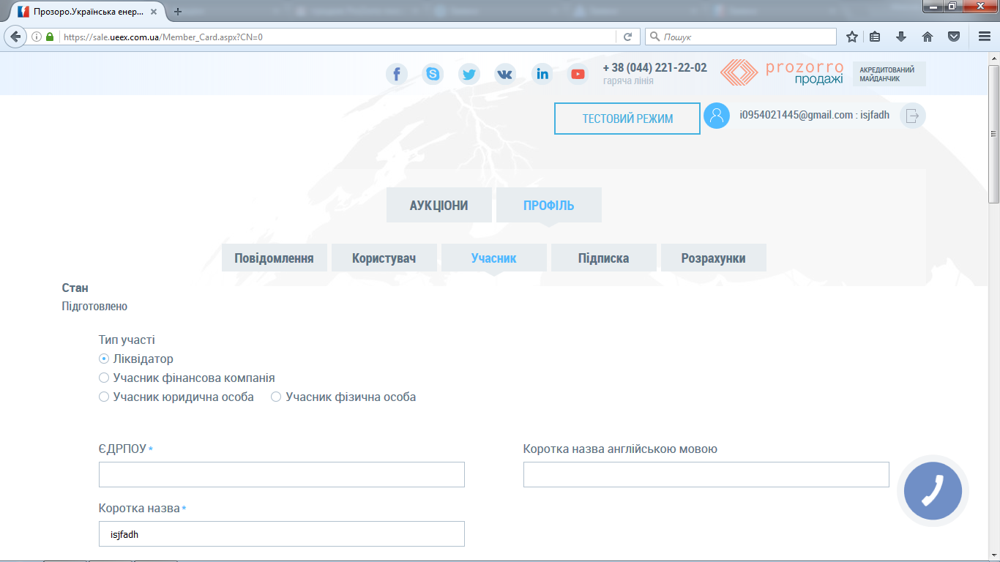 Прозоро.Українська енер...
https://sale.ueex.com.ua/Member_Card.aspx?CN=0
Пошук
+ 38 (044) 221-22-02
гаряча лінія
prozorro
продажі
АКРЕДИТОВАНИЙ
МАЙДАНЧИК
ТЕСТОВИЙ РЕЖИМ
i0954021445@gmail.com : isjfadh
АУКЦІОНИ
ПРОФІЛЬ
Повідомлення
Користувач
Учасник
Підписка
Розрахунки
Стан
Підготовлено
Тип участі
Ліквідатор
Учасник фінансова компанія
Учасник юридична особа
Учасник фізична особа
ЄДРПОУ *
Коротка назва англійською мовою
Коротка назва *
isjfadh